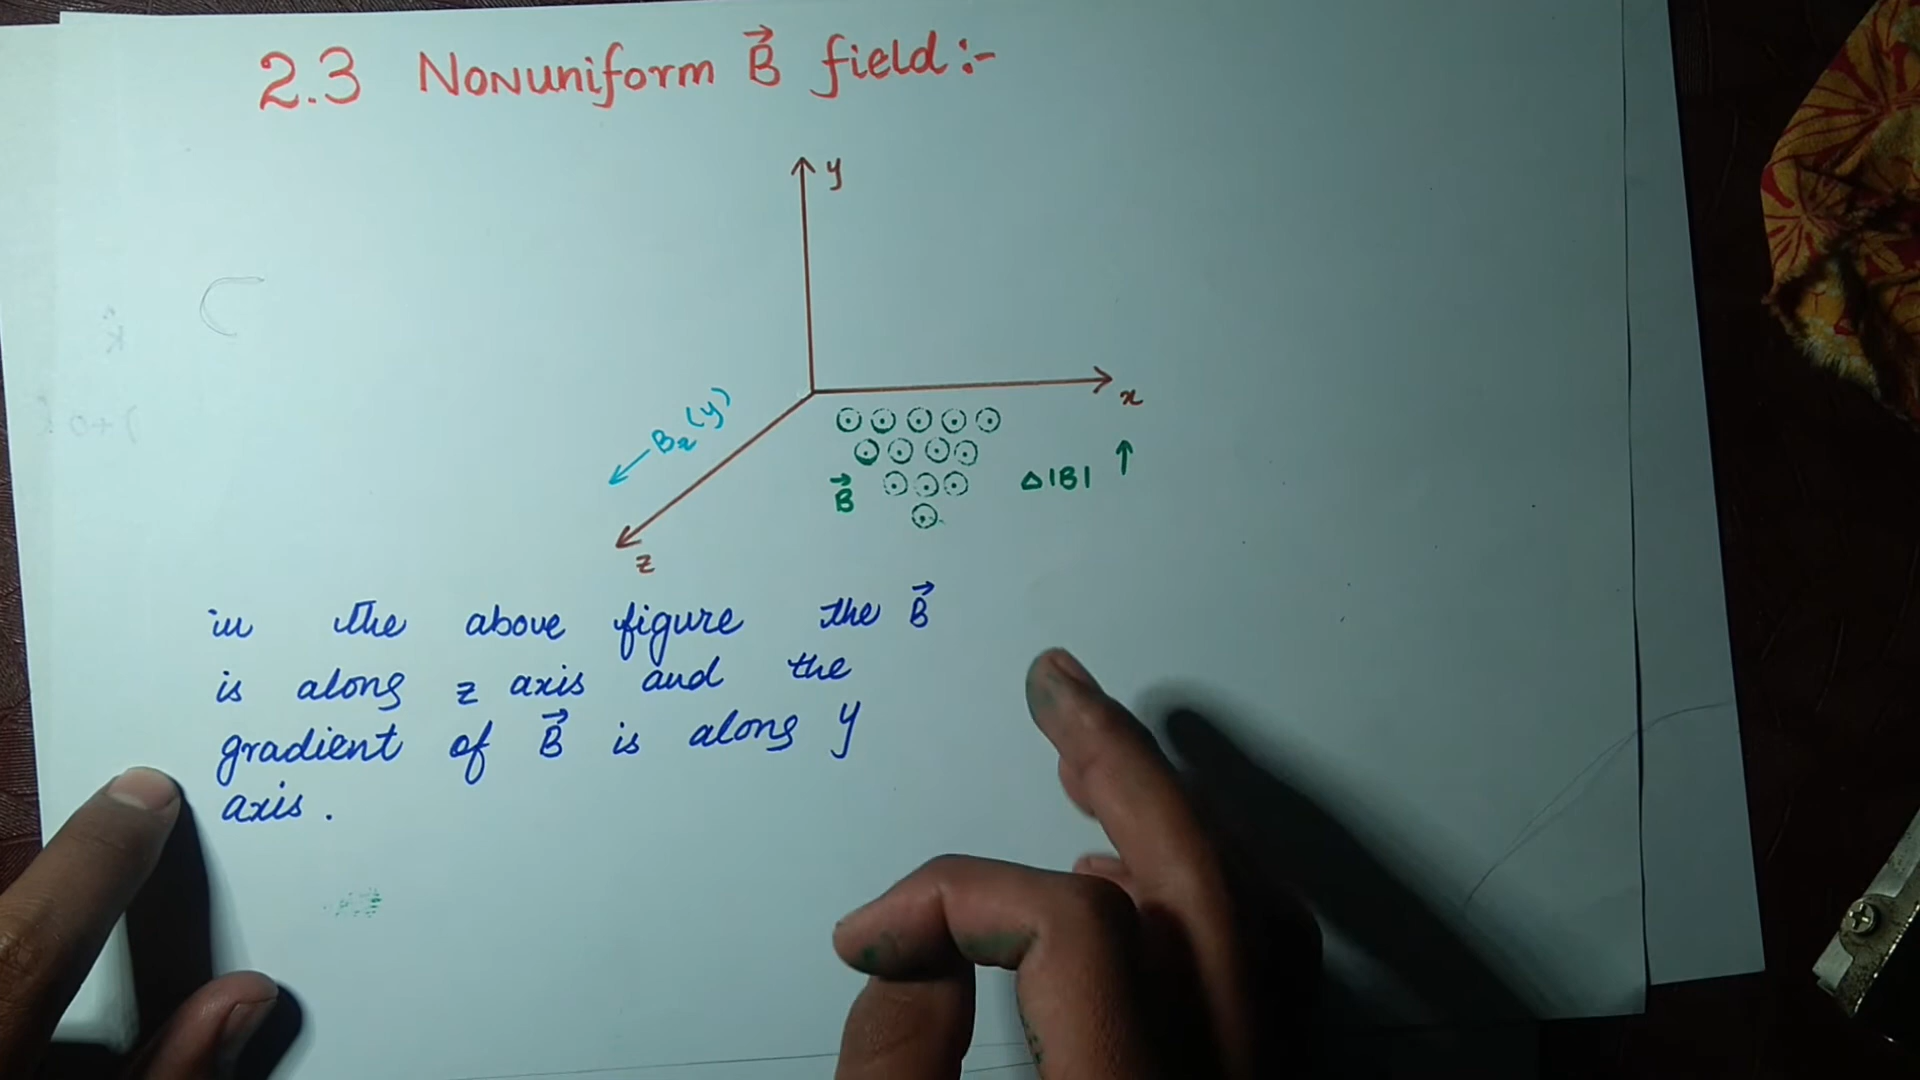 2.3 Nonuniform B⃗ field:-
y
x
B_z(y)
z
B⃗
Δ|B| ↑
in the above figure the B⃗
is along z axis and the
gradient of B⃗ is along y
axis.